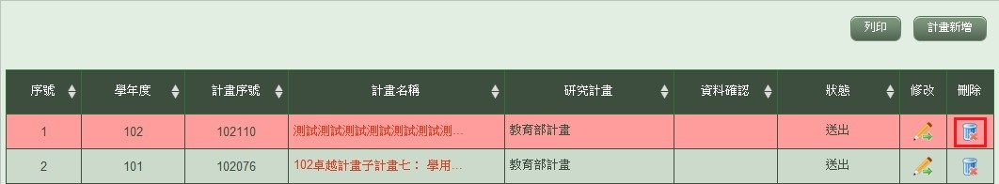 列印 計畫新增
序號 學年度 計畫序號 計畫名稱 研究計畫 資料確認 狀態 修改 刪除
1 102 102110 測試測試測試測試測試測試測... 教育部計畫 送出
2 101 102076 102卓越計畫子計畫七： 學用... 教育部計畫 送出